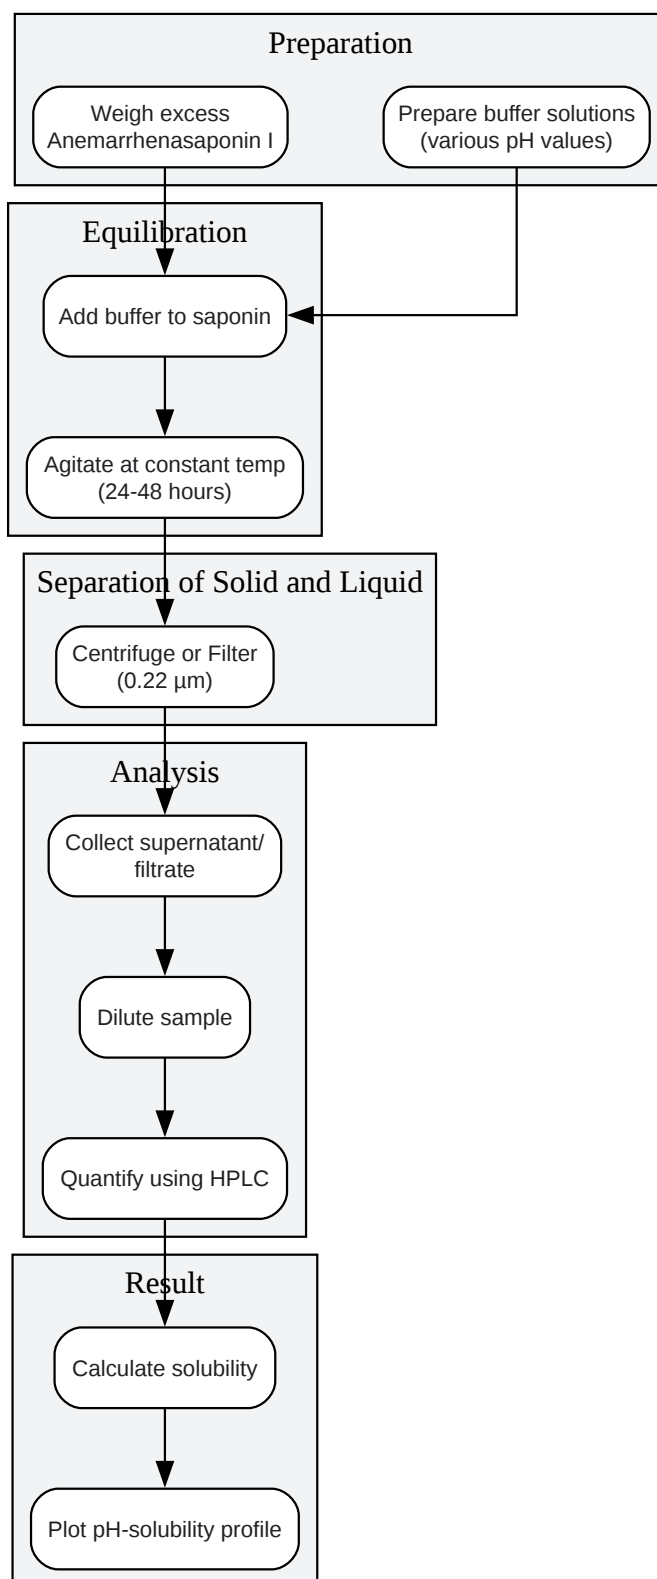 Preparation
Weigh excess
Anemarrhenasaponin I
Prepare buffer solutions
(various pH values)
Equilibration
Add buffer to saponin
Agitate at constant temp
(24-48 hours)
Separation of Solid and Liquid
Centrifuge or Filter
(0.22 µm)
Analysis
Collect supernatant/
filtrate
Dilute sample
Quantify using HPLC
Result
Calculate solubility
Plot pH-solubility profile